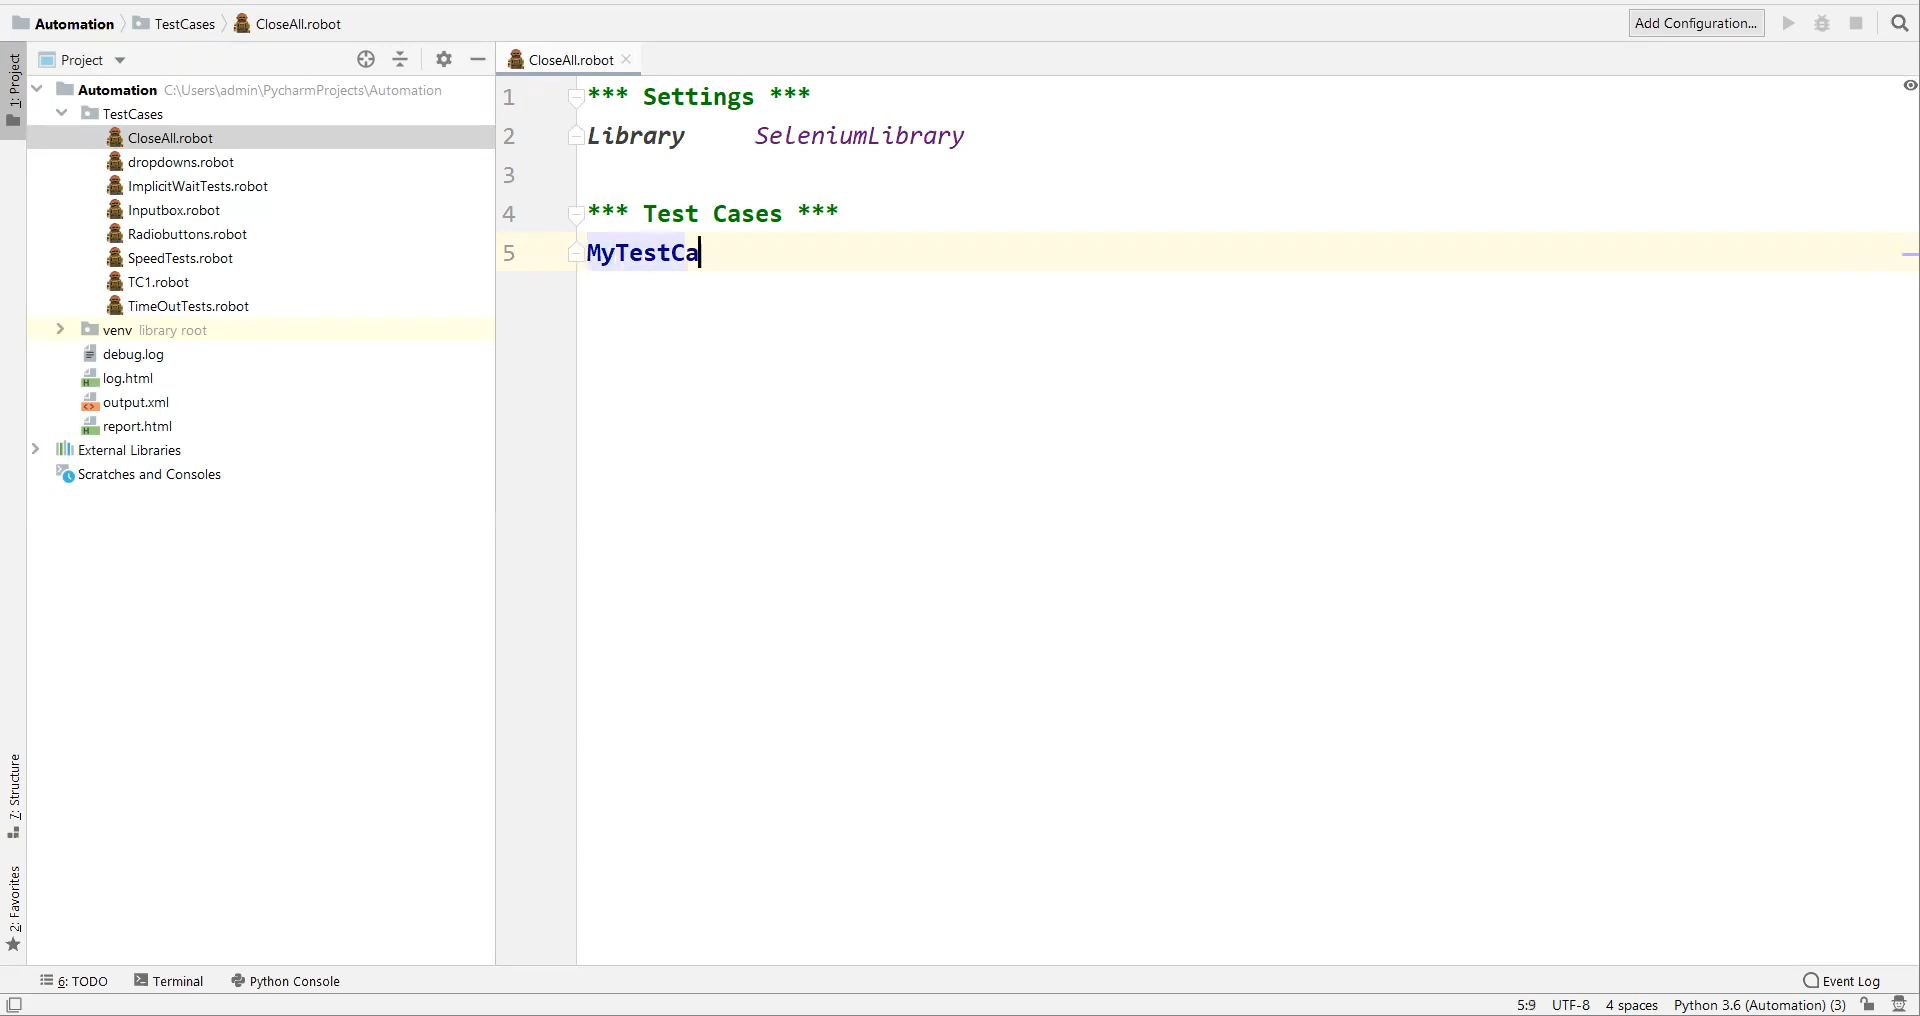 Automation TestCases CloseAll.robot Add Configuration...
1: Project
Project
CloseAll.robot
Automation C:\Users\admin\PycharmProjects\Automation
TestCases
CloseAll.robot
dropdowns.robot
ImplicitWaitTests.robot
Inputbox.robot
Radiobuttons.robot
SpeedTests.robot
TC1.robot
TimeOutTests.robot
venv library root
debug.log
log.html
output.xml
report.html
External Libraries
Scratches and Consoles
1 *** Settings ***
2 Library SeleniumLibrary
3
4 *** Test Cases ***
5 MyTestCa
7: Structure
2: Favorites
6: TODO Terminal Python Console Event Log
5:9 UTF-8 4 spaces Python 3.6 (Automation) (3)